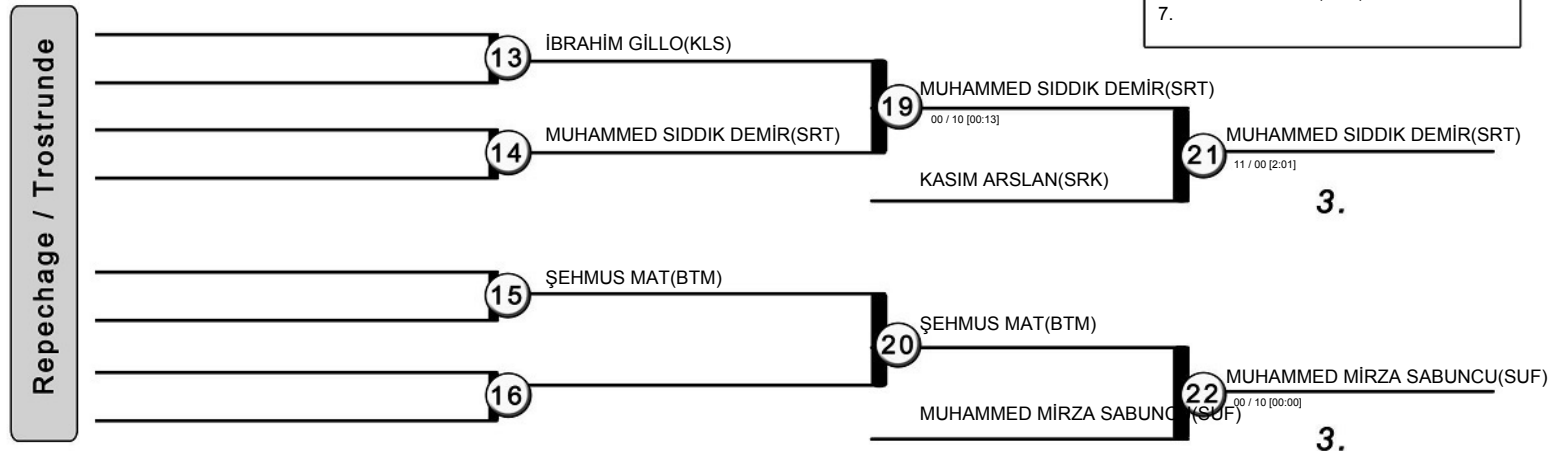 7.
Repechage / Trostrunde
13
İBRAHİM GİLLO(KLS)
19
MUHAMMED SIDDIK DEMİR(SRT)
00 / 10 [00:13]
14
MUHAMMED SIDDIK DEMİR(SRT)
21
MUHAMMED SIDDIK DEMİR(SRT)
11 / 00 [2:01]
KASIM ARSLAN(SRK)
3.
15
ŞEHMUS MAT(BTM)
20
ŞEHMUS MAT(BTM)
16
22
MUHAMMED MİRZA SABUNCU(SUF)
00 / 10 [00:00]
MUHAMMED MİRZA SABUNCU(SUF)
3.